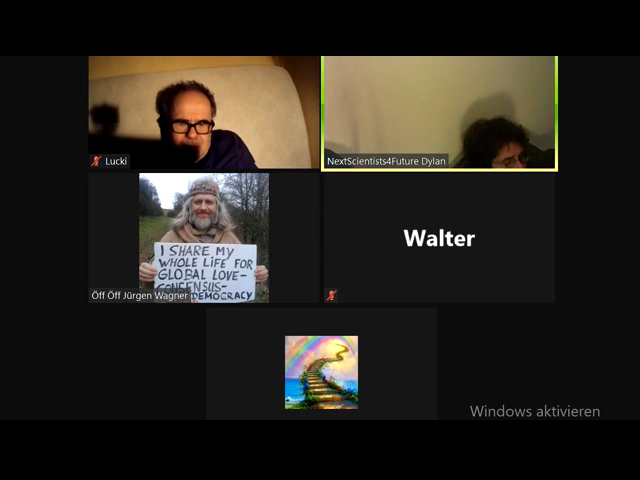 Lucki
NextScientists4Future Dylan
I SHARE MY
WHOLE LIFE FOR
GLOBAL LOVE-
CONSENSUS-
DEMOCRACY
Öff Öff Jürgen Wagner
Walter
Windows aktivieren